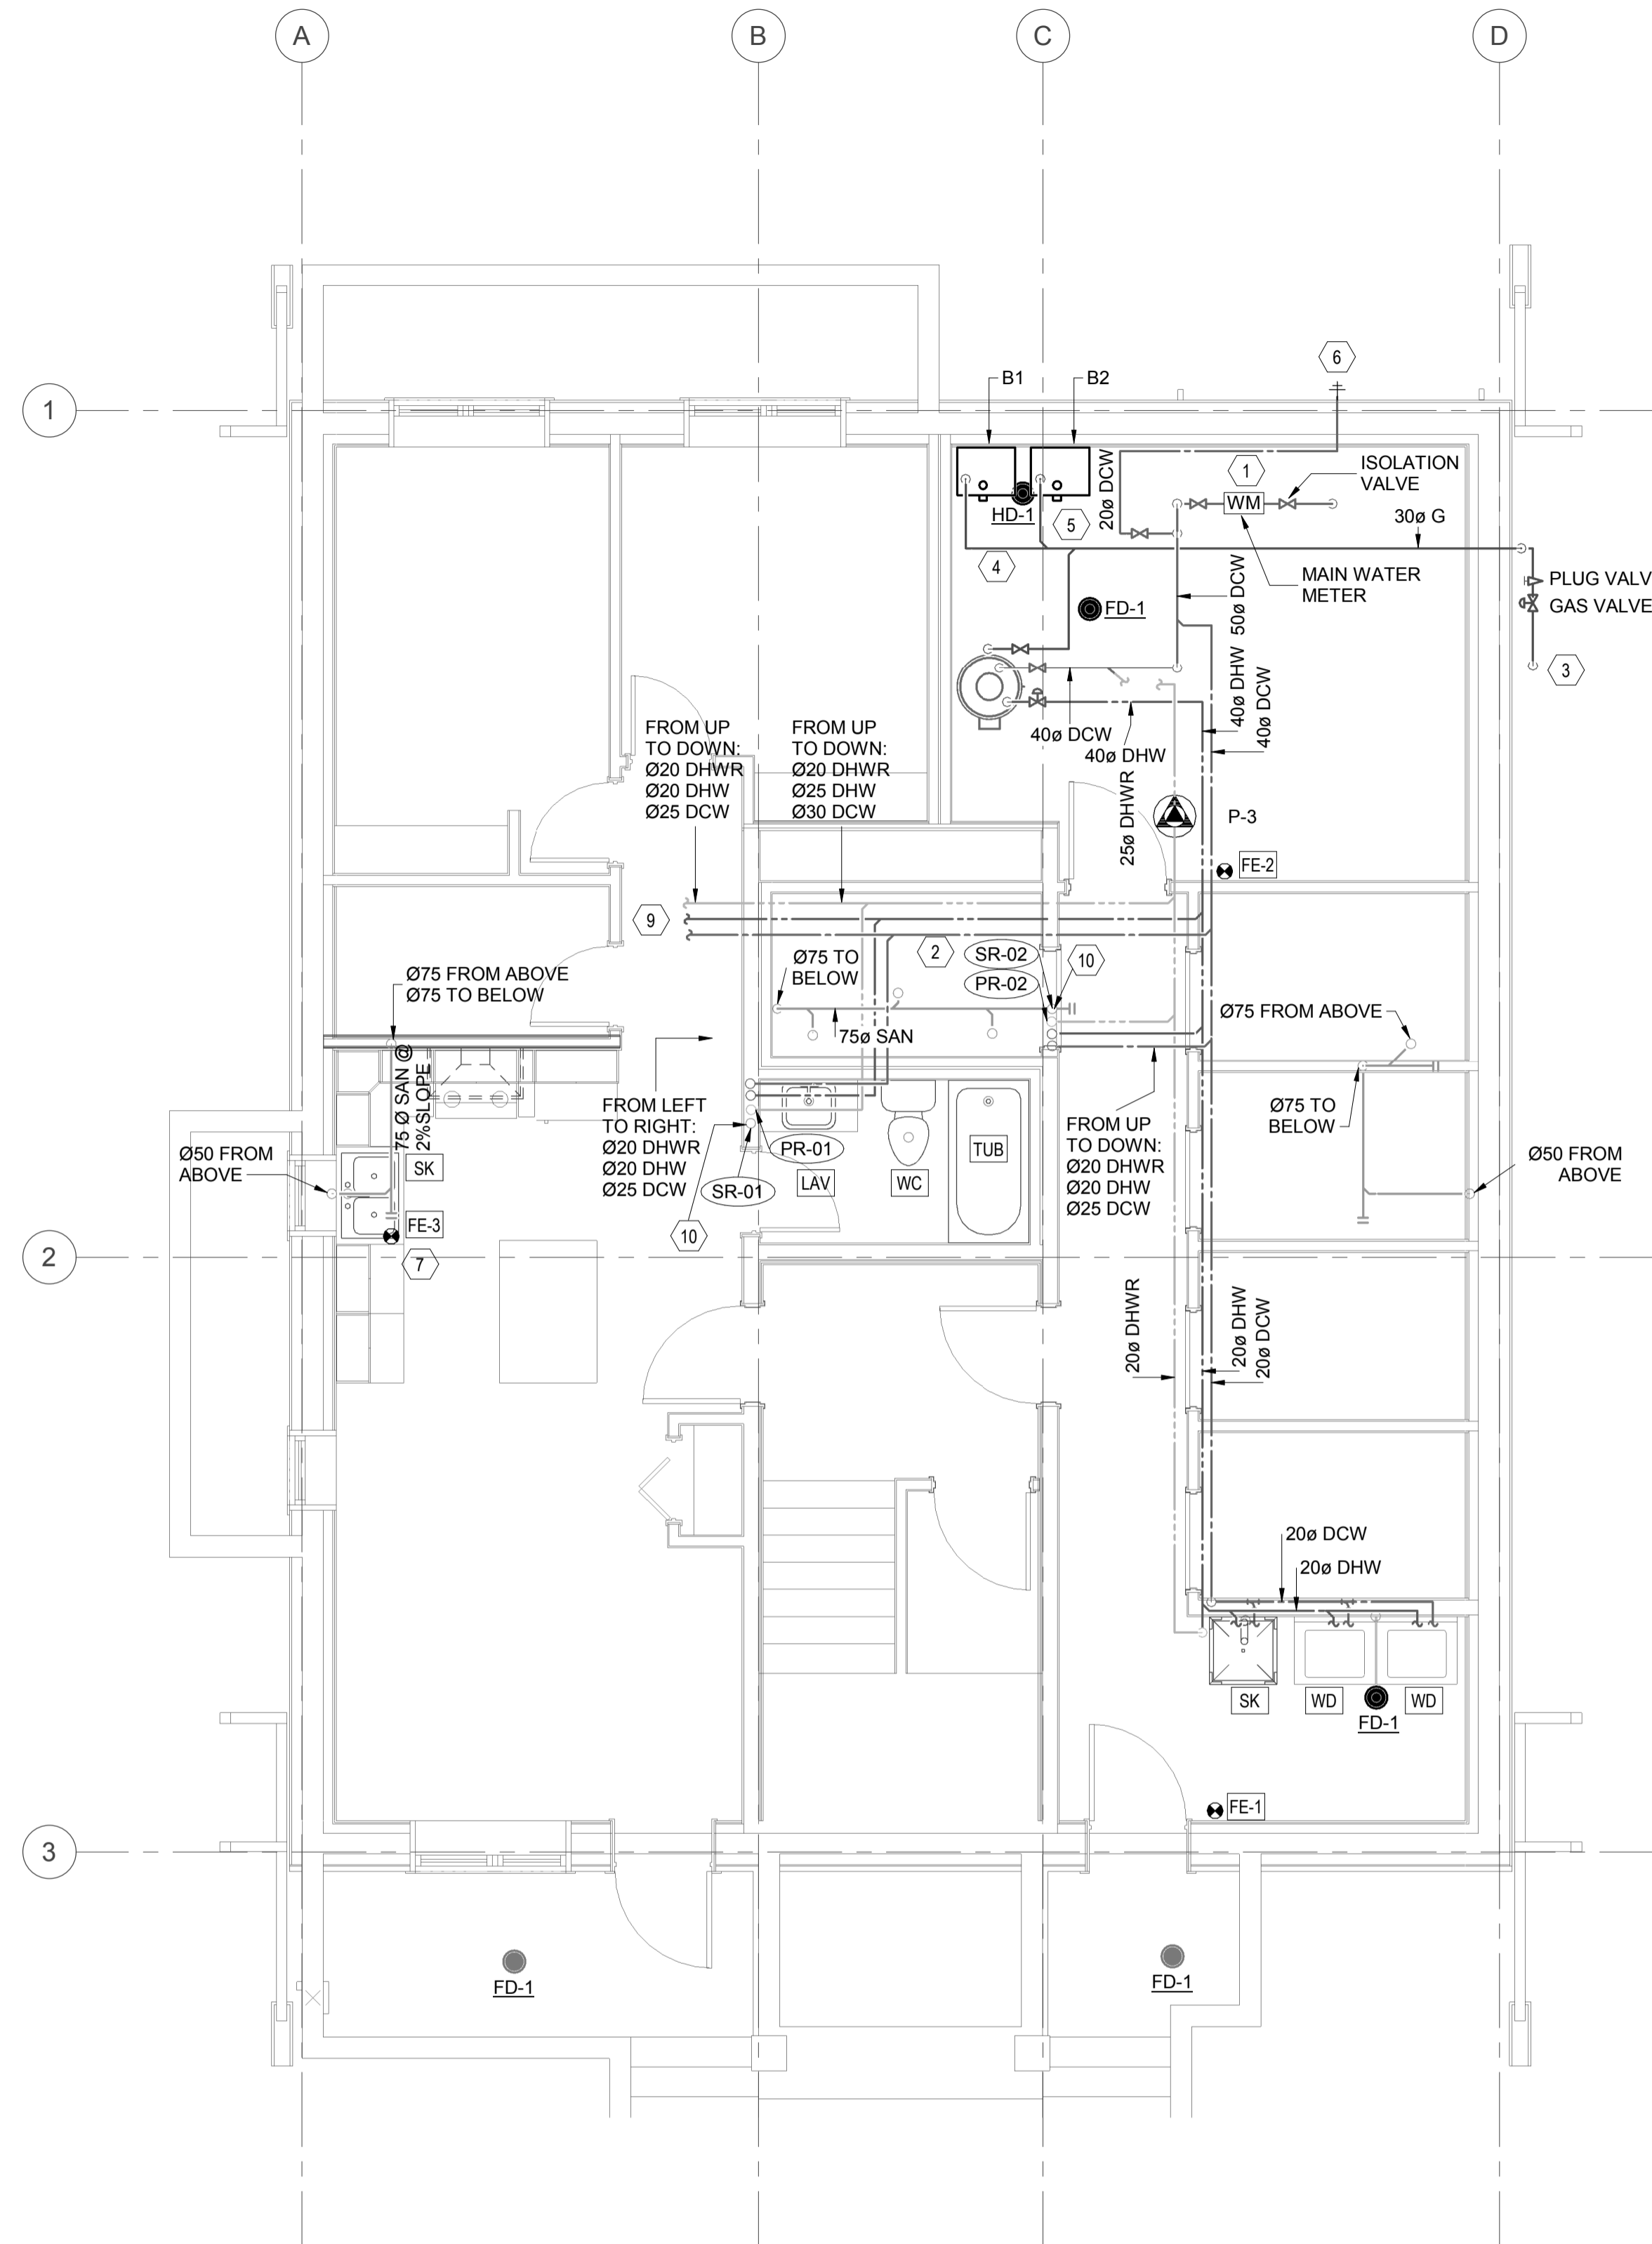 A
B
C
D
1
2
3
6
B1
B2
20ø DCW
1
ISOLATION
VALVE
WM
30ø G
HD-1
5
4
MAIN WATER
METER
PLUG VALV
GAS VALVE
3
FD-1
50ø DCW
40ø DHW
40ø DCW
40ø DCW
40ø DHW
25ø DHWR
P-3
FE-2
FROM UP
TO DOWN:
Ø20 DHWR
Ø20 DHW
Ø25 DCW
FROM UP
TO DOWN:
Ø20 DHWR
Ø25 DHW
Ø30 DCW
9
2
SR-02
PR-02
10
Ø75 TO
BELOW
75ø SAN
Ø75 FROM ABOVE
Ø75 TO BELOW
75 Ø SAN @
2%SLOPE
Ø50 FROM
ABOVE
SK
FE-3
7
FROM LEFT
TO RIGHT:
Ø20 DHWR
Ø20 DHW
Ø25 DCW
PR-01
SR-01
10
LAV
WC
TUB
FROM UP
TO DOWN:
Ø20 DHWR
Ø20 DHW
Ø25 DCW
Ø75 FROM ABOVE
Ø75 TO
BELOW
Ø50 FROM
ABOVE
20ø DHWR
20ø DHW
20ø DCW
20ø DCW
20ø DHW
SK
WD
WD
FD-1
FE-1
FD-1
FD-1